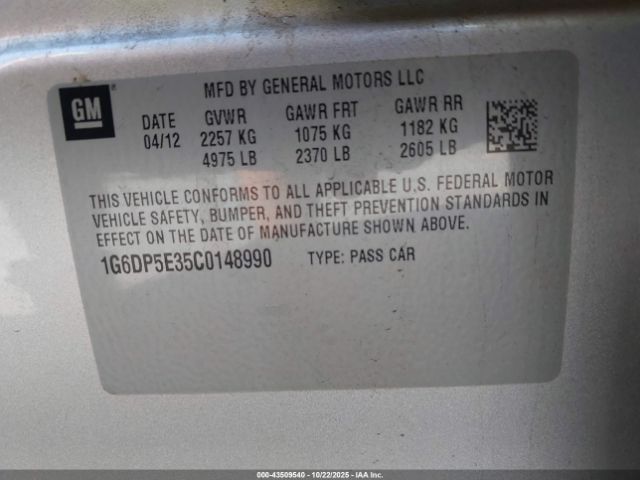 MFD BY GENERAL MOTORS LLC
GM
DATE GVWR GAWR FRT GAWR RR
04/12 2257 KG 1075 KG 1182 KG
4975 LB 2370 LB 2605 LB
THIS VEHICLE CONFORMS TO ALL APPLICABLE U.S. FEDERAL MOTOR
VEHICLE SAFETY, BUMPER, AND THEFT PREVENTION STANDARDS IN
EFFECT ON THE DATE OF MANUFACTURE SHOWN ABOVE.
1G6DP5E35C0148990 TYPE: PASS CAR
000-43509540 - 10/22/2025 - IAA Inc.